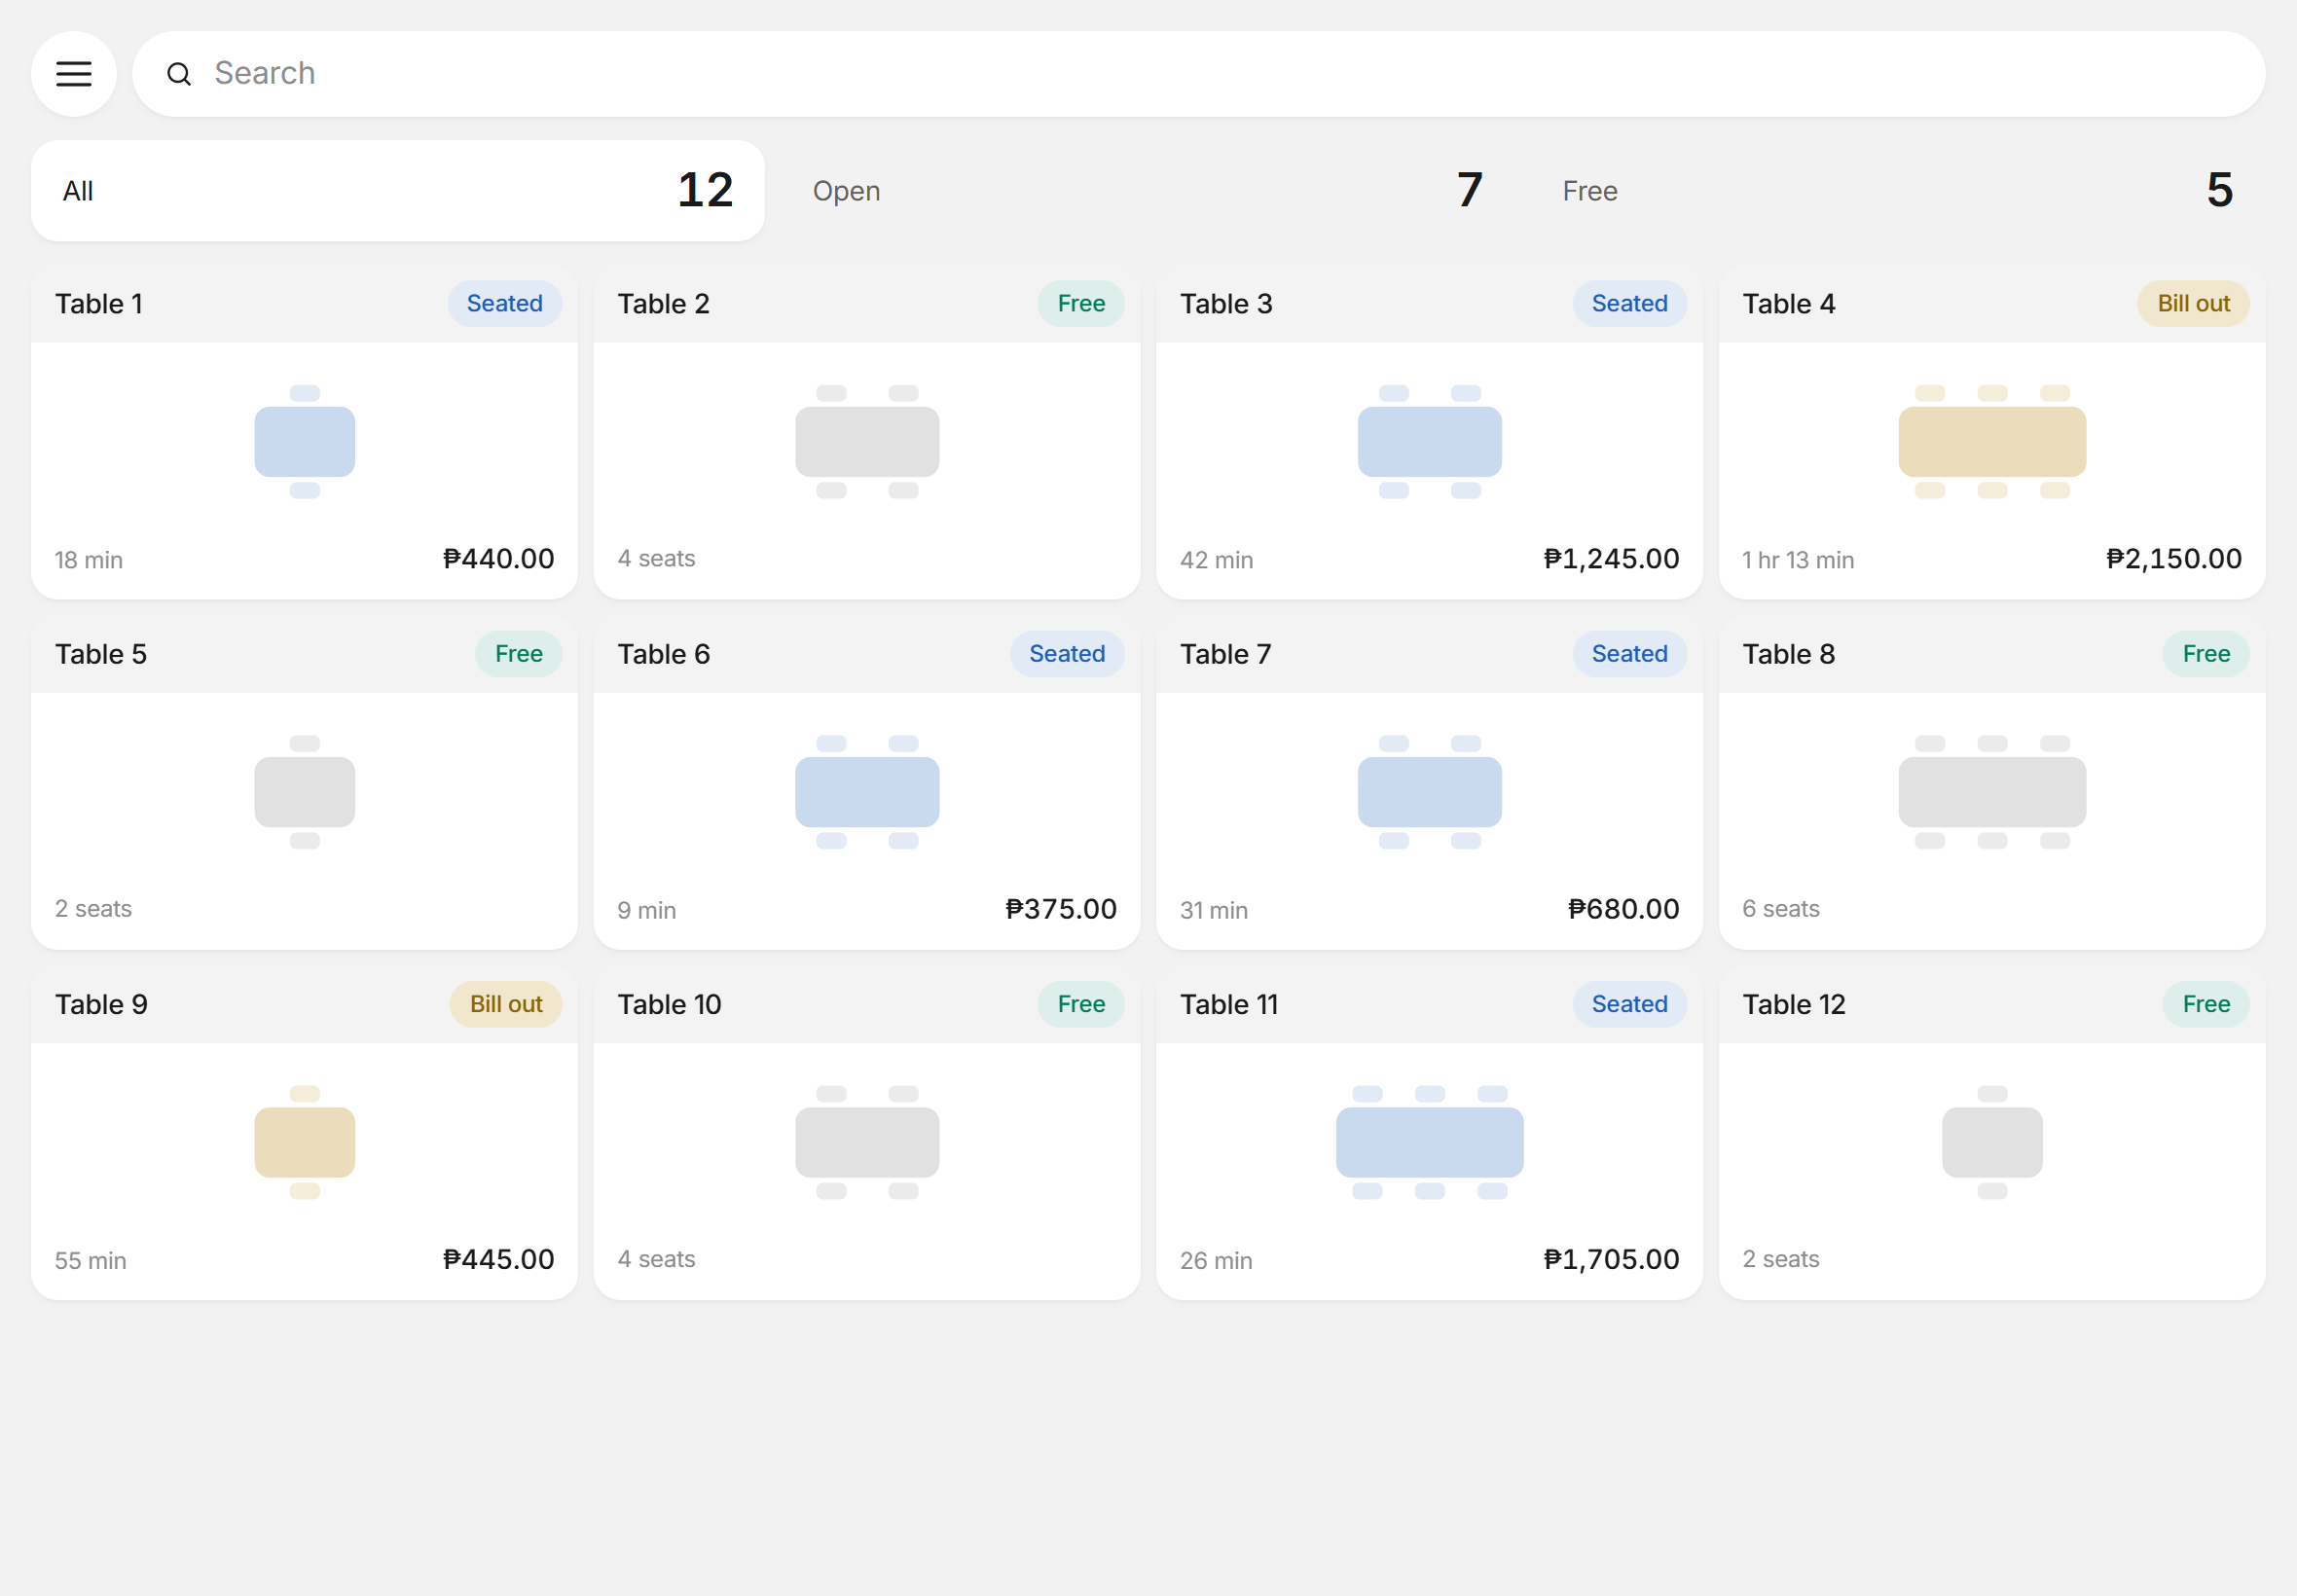 Search
All 12 Open 7 Free 5
Table 1 Seated Table 2 Free Table 3 Seated Table 4 Bill out
18 min ₱440.00 4 seats 42 min ₱1,245.00 1 hr 13 min ₱2,150.00
Table 5 Free Table 6 Seated Table 7 Seated Table 8 Free
2 seats 9 min ₱375.00 31 min ₱680.00 6 seats
Table 9 Bill out Table 10 Free Table 11 Seated Table 12 Free
55 min ₱445.00 4 seats 26 min ₱1,705.00 2 seats